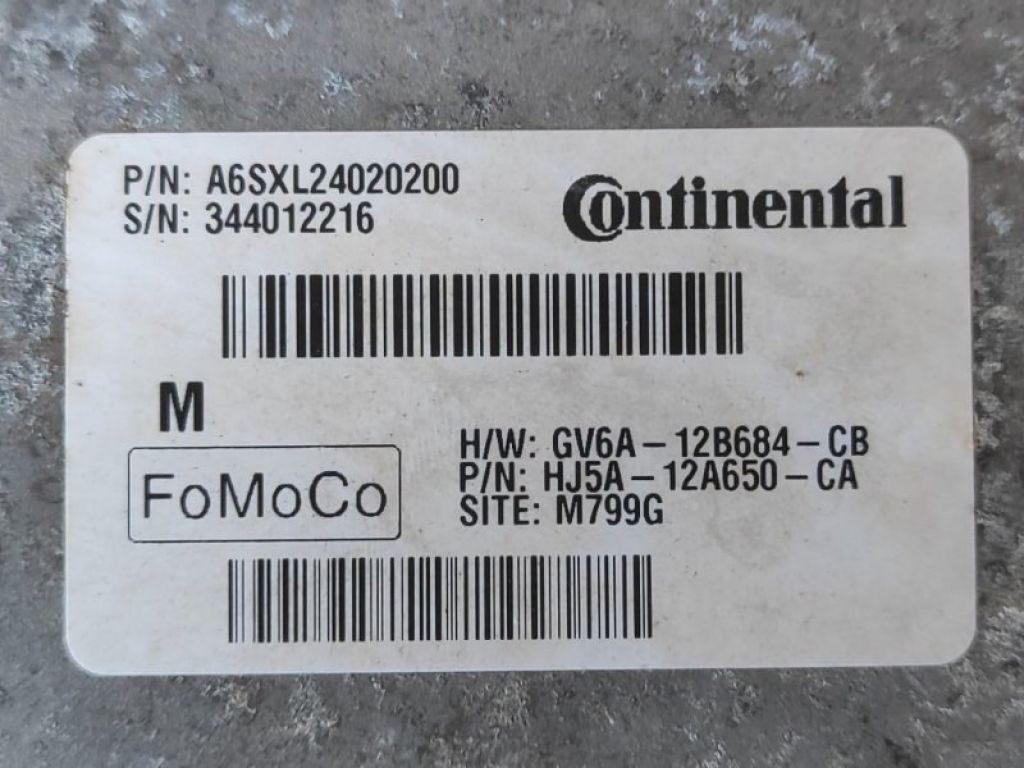 P/N: A6SXL24020200
S/N: 344012216
Continental
M
FoMoCo
H/W: GV6A-12B684-CB
P/N: HJ5A-12A650-CA
SITE: M799G